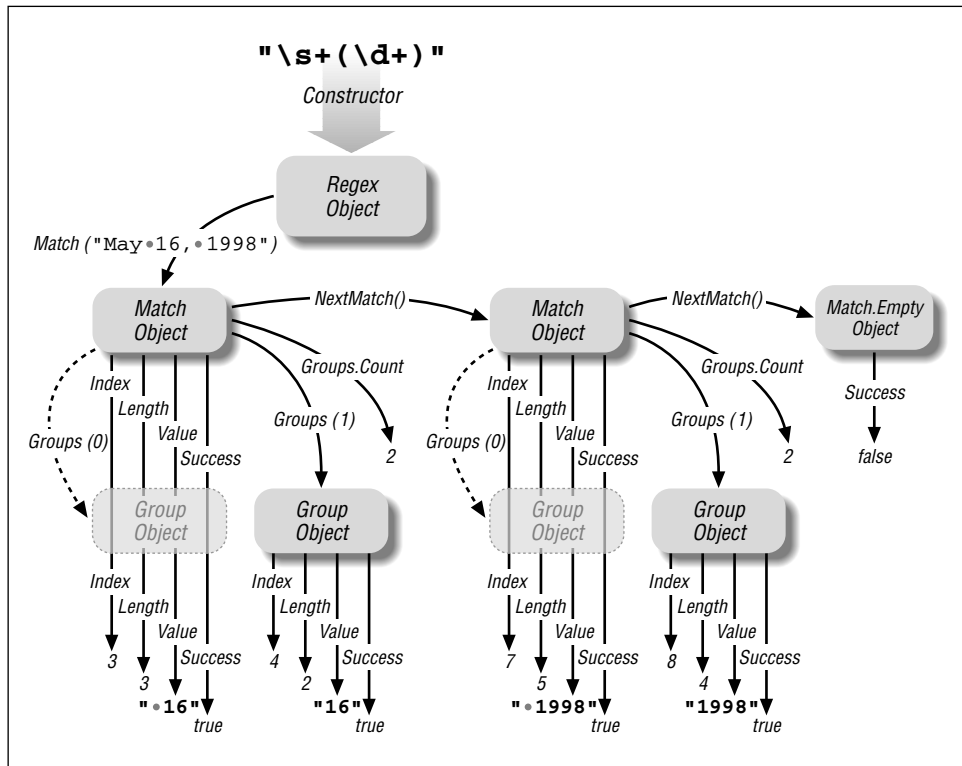 "\s+(\d+)"
Constructor
Regex
Object
Match ("May•16,•1998")
Match
Object
NextMatch()
Match
Object
NextMatch()
Match.Empty
Object
Groups.Count
Groups.Count
Index
Index
Success
Length
Length
Groups (1)
Groups (1)
Groups (0)
Value
Groups (0)
Value
Success
2
Success
2
false
Group
Object
Group
Object
Group
Object
Group
Object
Index
Index
Index
Index
Length
Length
Length
Length
Value
Value
Value
Value
Success
Success
Success
Success
3
4
7
8
3
2
5
4
"•16"
"16"
"•1998"
"1998"
true
true
true
true